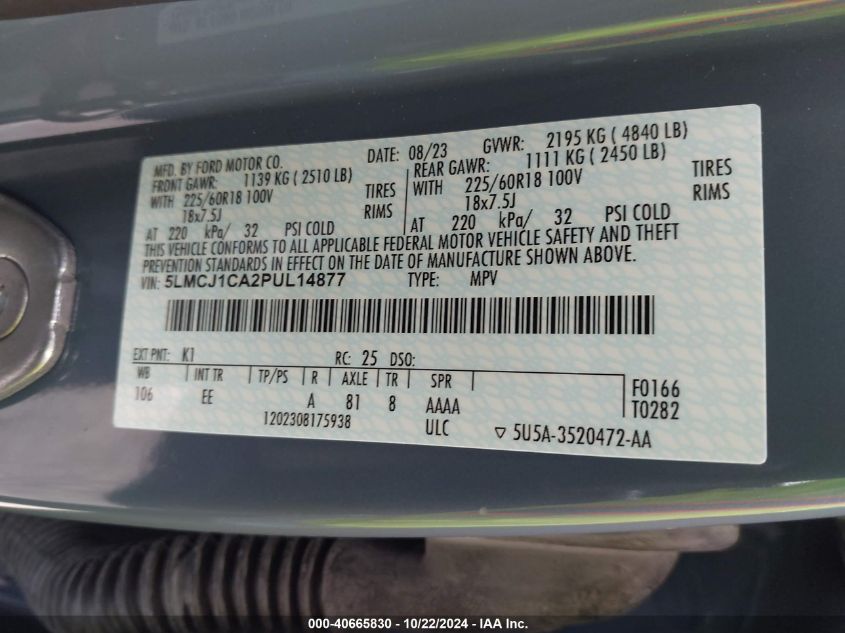 MFD. BY FORD MOTOR CO.
DATE: 08/23 GVWR: 2195 KG ( 4840 LB)
FRONT GAWR: 1139 KG ( 2510 LB)
WITH 225/60R18 100V TIRES
18x7.5J RIMS
AT 220 kPa/ 32 PSI COLD
REAR GAWR: 1111 KG ( 2450 LB)
WITH 225/60R18 100V TIRES
18x7.5J RIMS
AT 220 kPa/ 32 PSI COLD
THIS VEHICLE CONFORMS TO ALL APPLICABLE FEDERAL MOTOR VEHICLE SAFETY AND THEFT
PREVENTION STANDARDS IN EFFECT ON THE DATE OF MANUFACTURE SHOWN ABOVE.
VIN: 5LMCJ1CA2PUL14877 TYPE: MPV
EXT PNT: K1 RC: 25 DSO:
WB INT TR TP/PS R AXLE TR SPR
106 EE A 81 8 AAAA
F0166
T0282
1202308175938 ULC ▽ 5U5A-3520472-AA
000-40665830 - 10/22/2024 - IAA Inc.